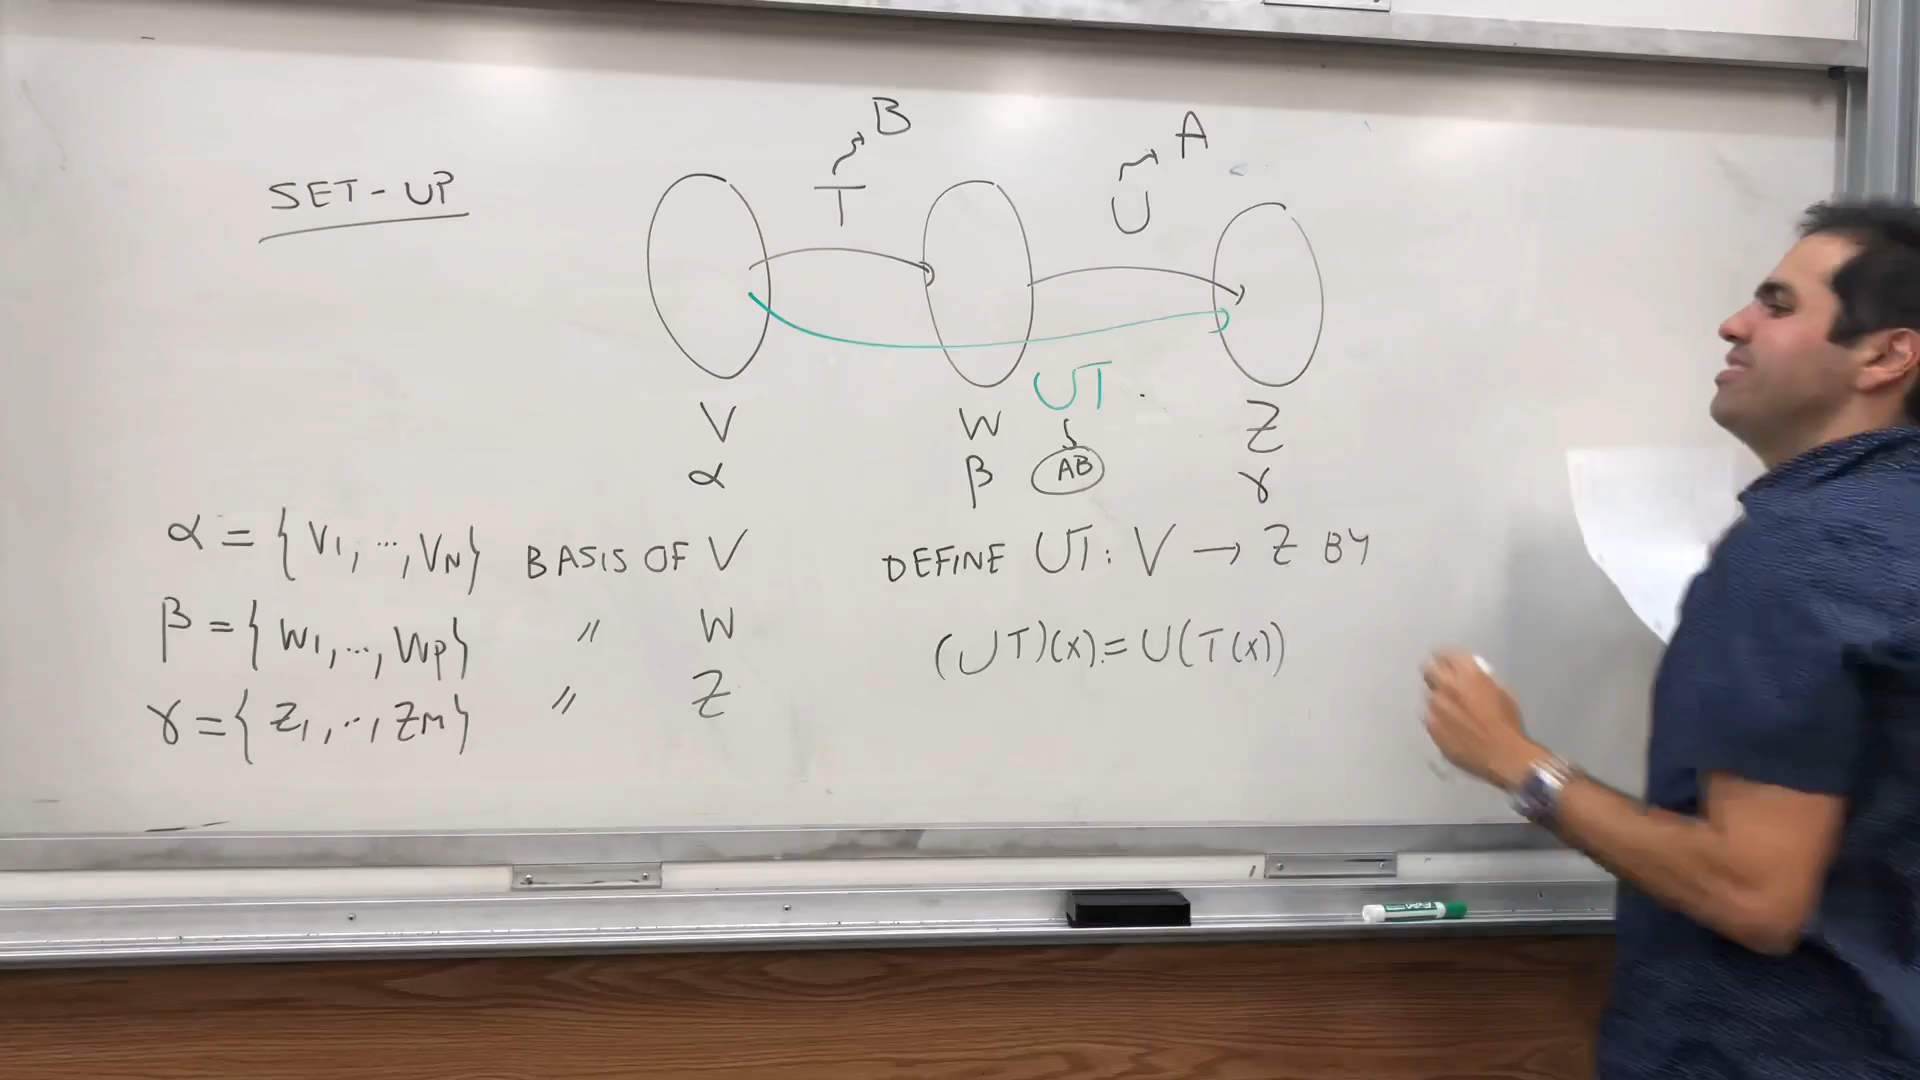 SET-UP
T B
U A
UT
AB
V W Z
α β γ
α = { V1, ..., VN} BASIS OF V
β = { W1, ..., WP} " W
γ = { Z1, .., ZM} " Z
DEFINE UT: V → Z BY
(UT)(x) = U(T(x))